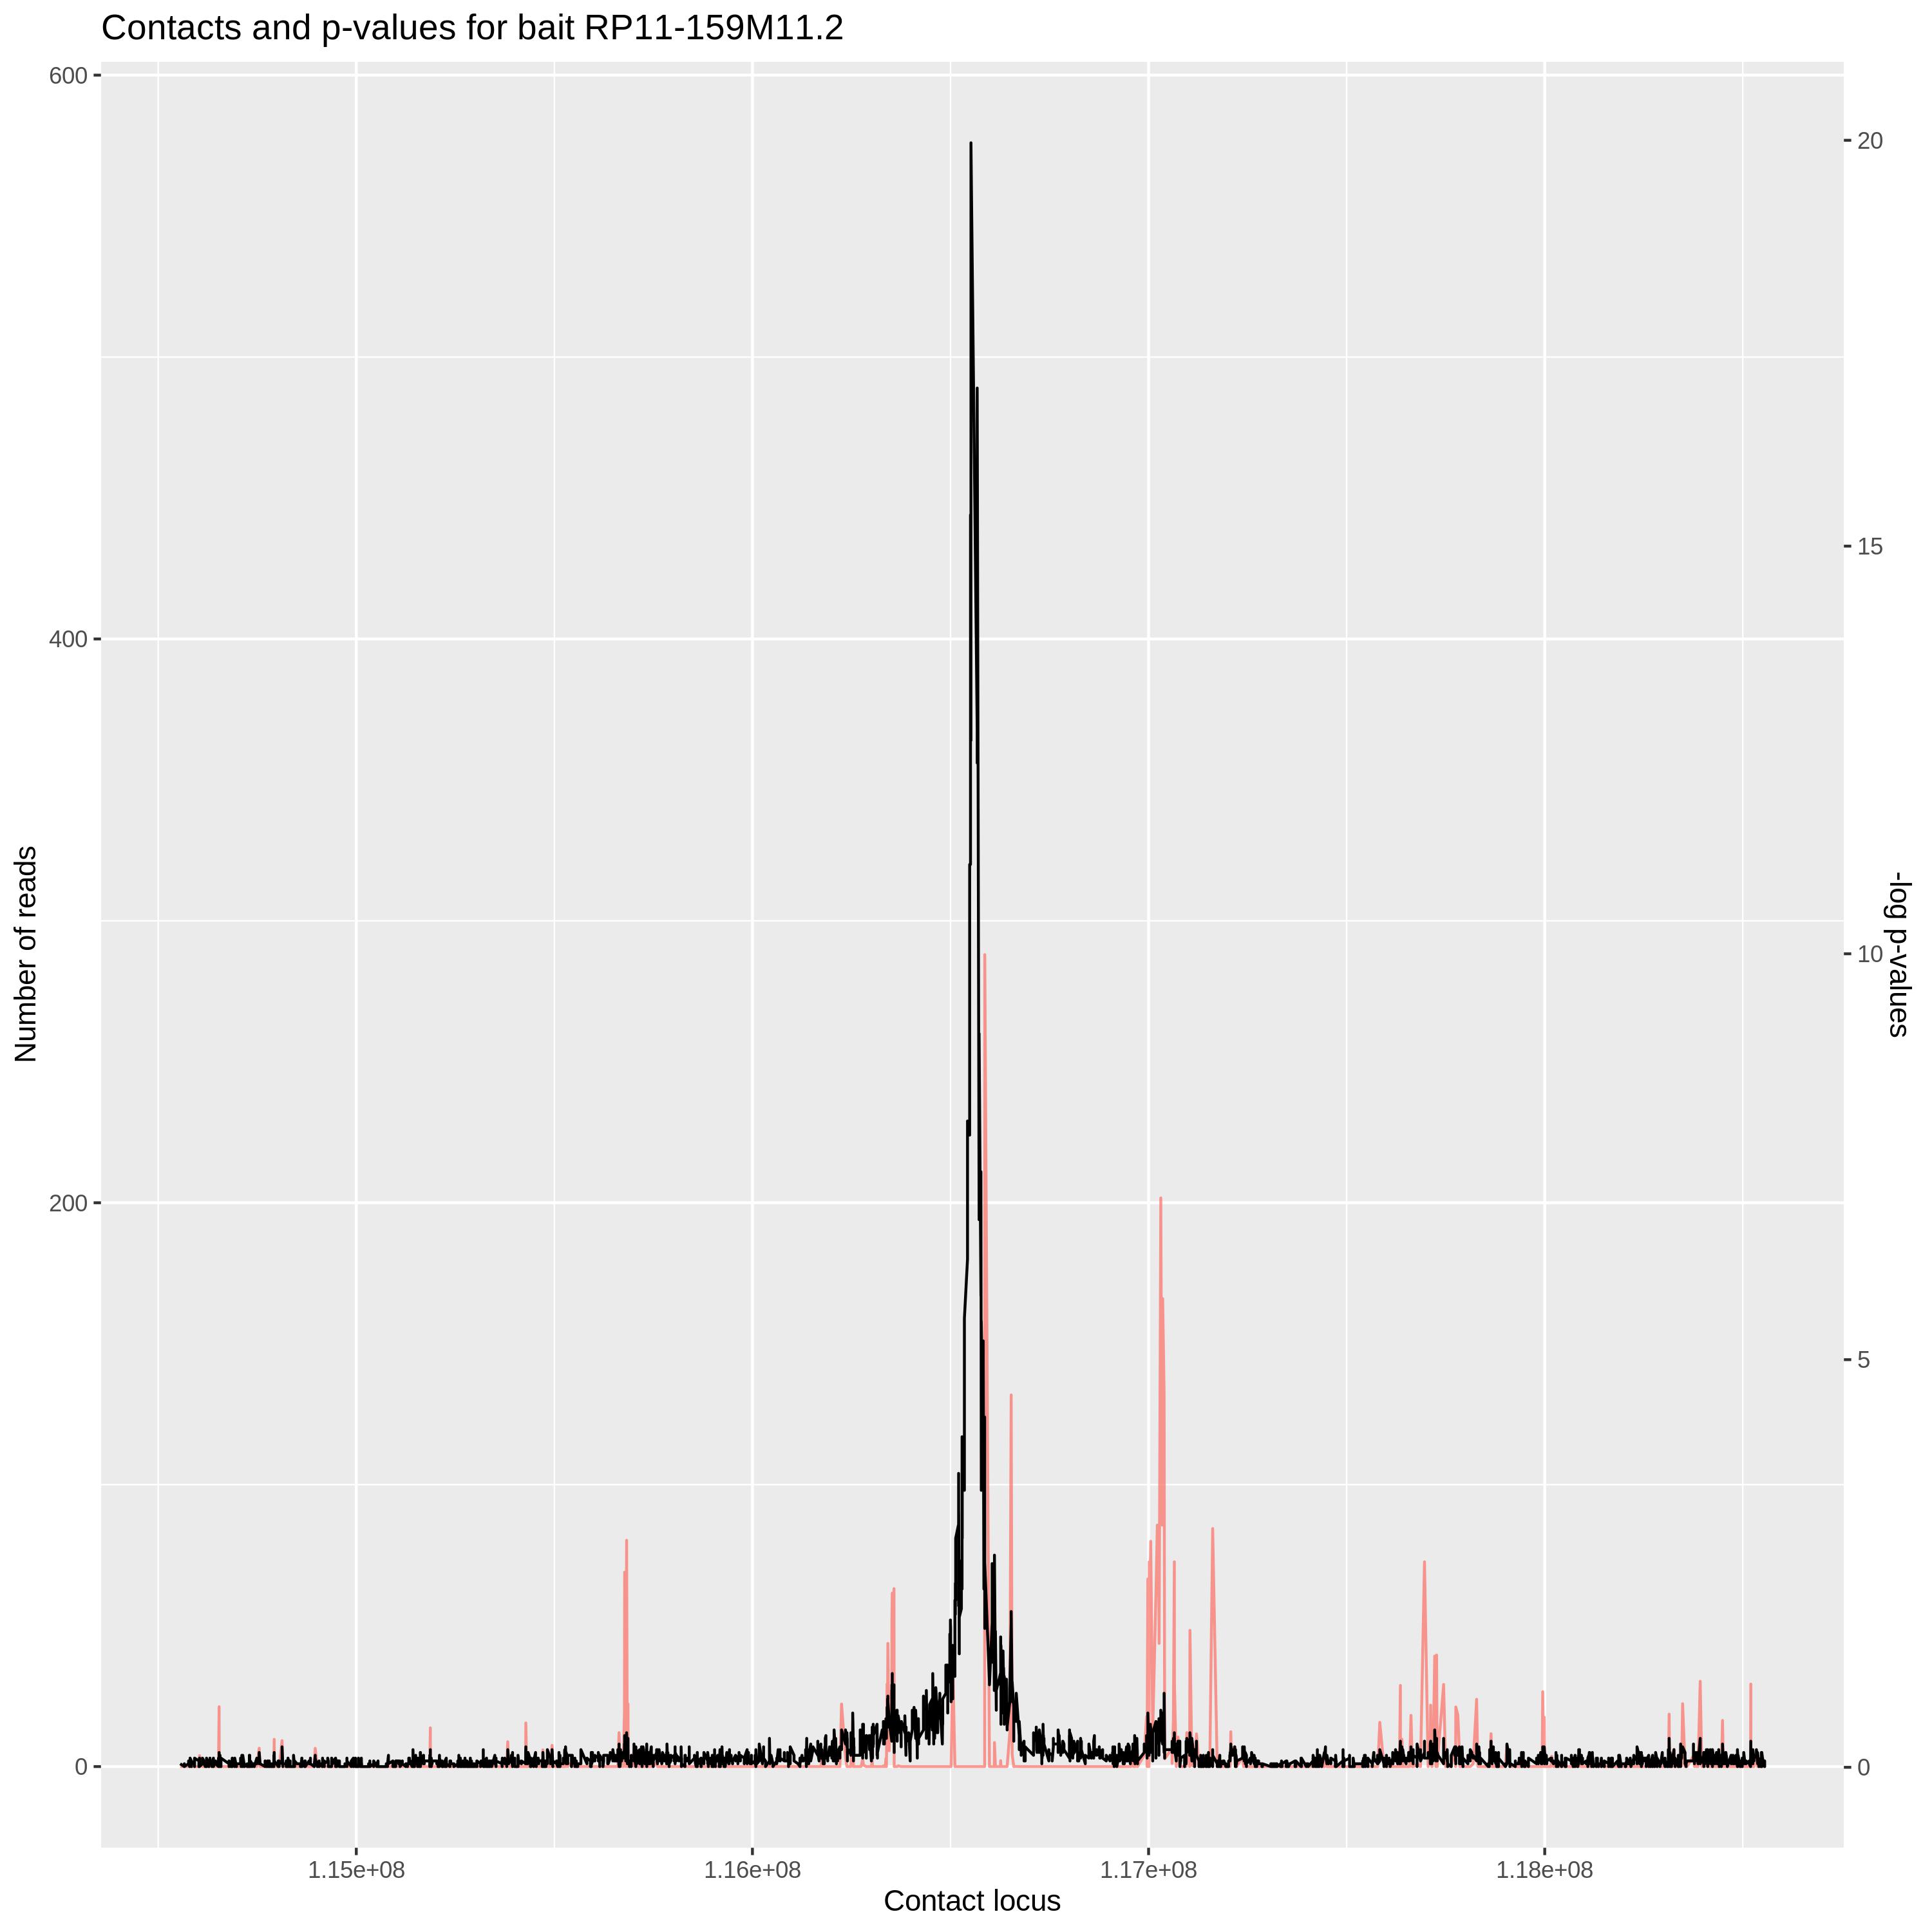 Contacts and p-values for bait RP11-159M11.2
600
400
200
0
Number of reads
20
15
10
5
0
-log p-values
1.15e+08
1.16e+08
1.17e+08
1.18e+08
Contact locus